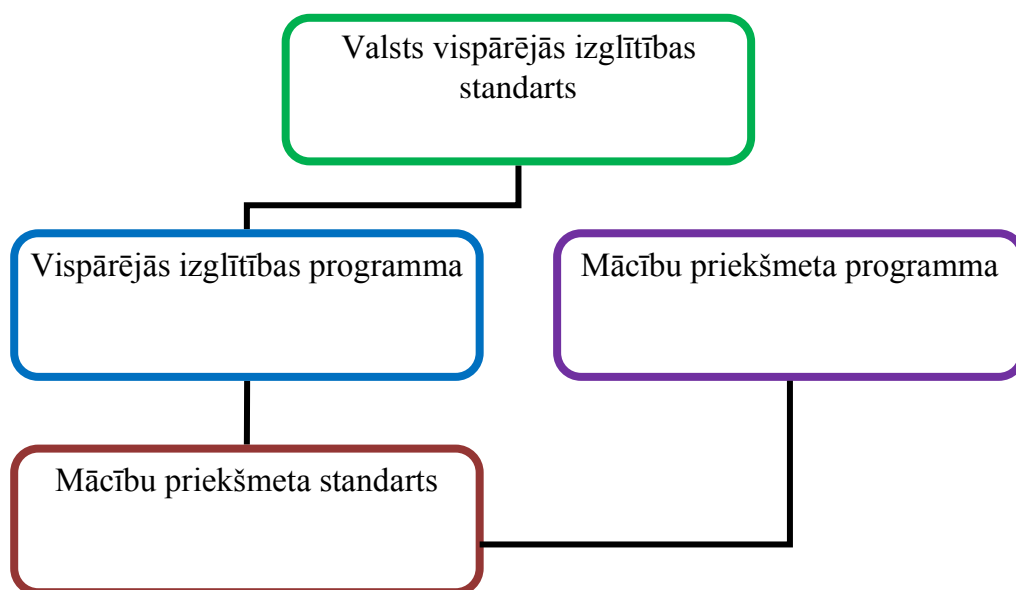 Valsts vispārējās izglītības
standarts
Vispārējās izglītības programma
Mācību priekšmeta programma
Mācību priekšmeta standarts